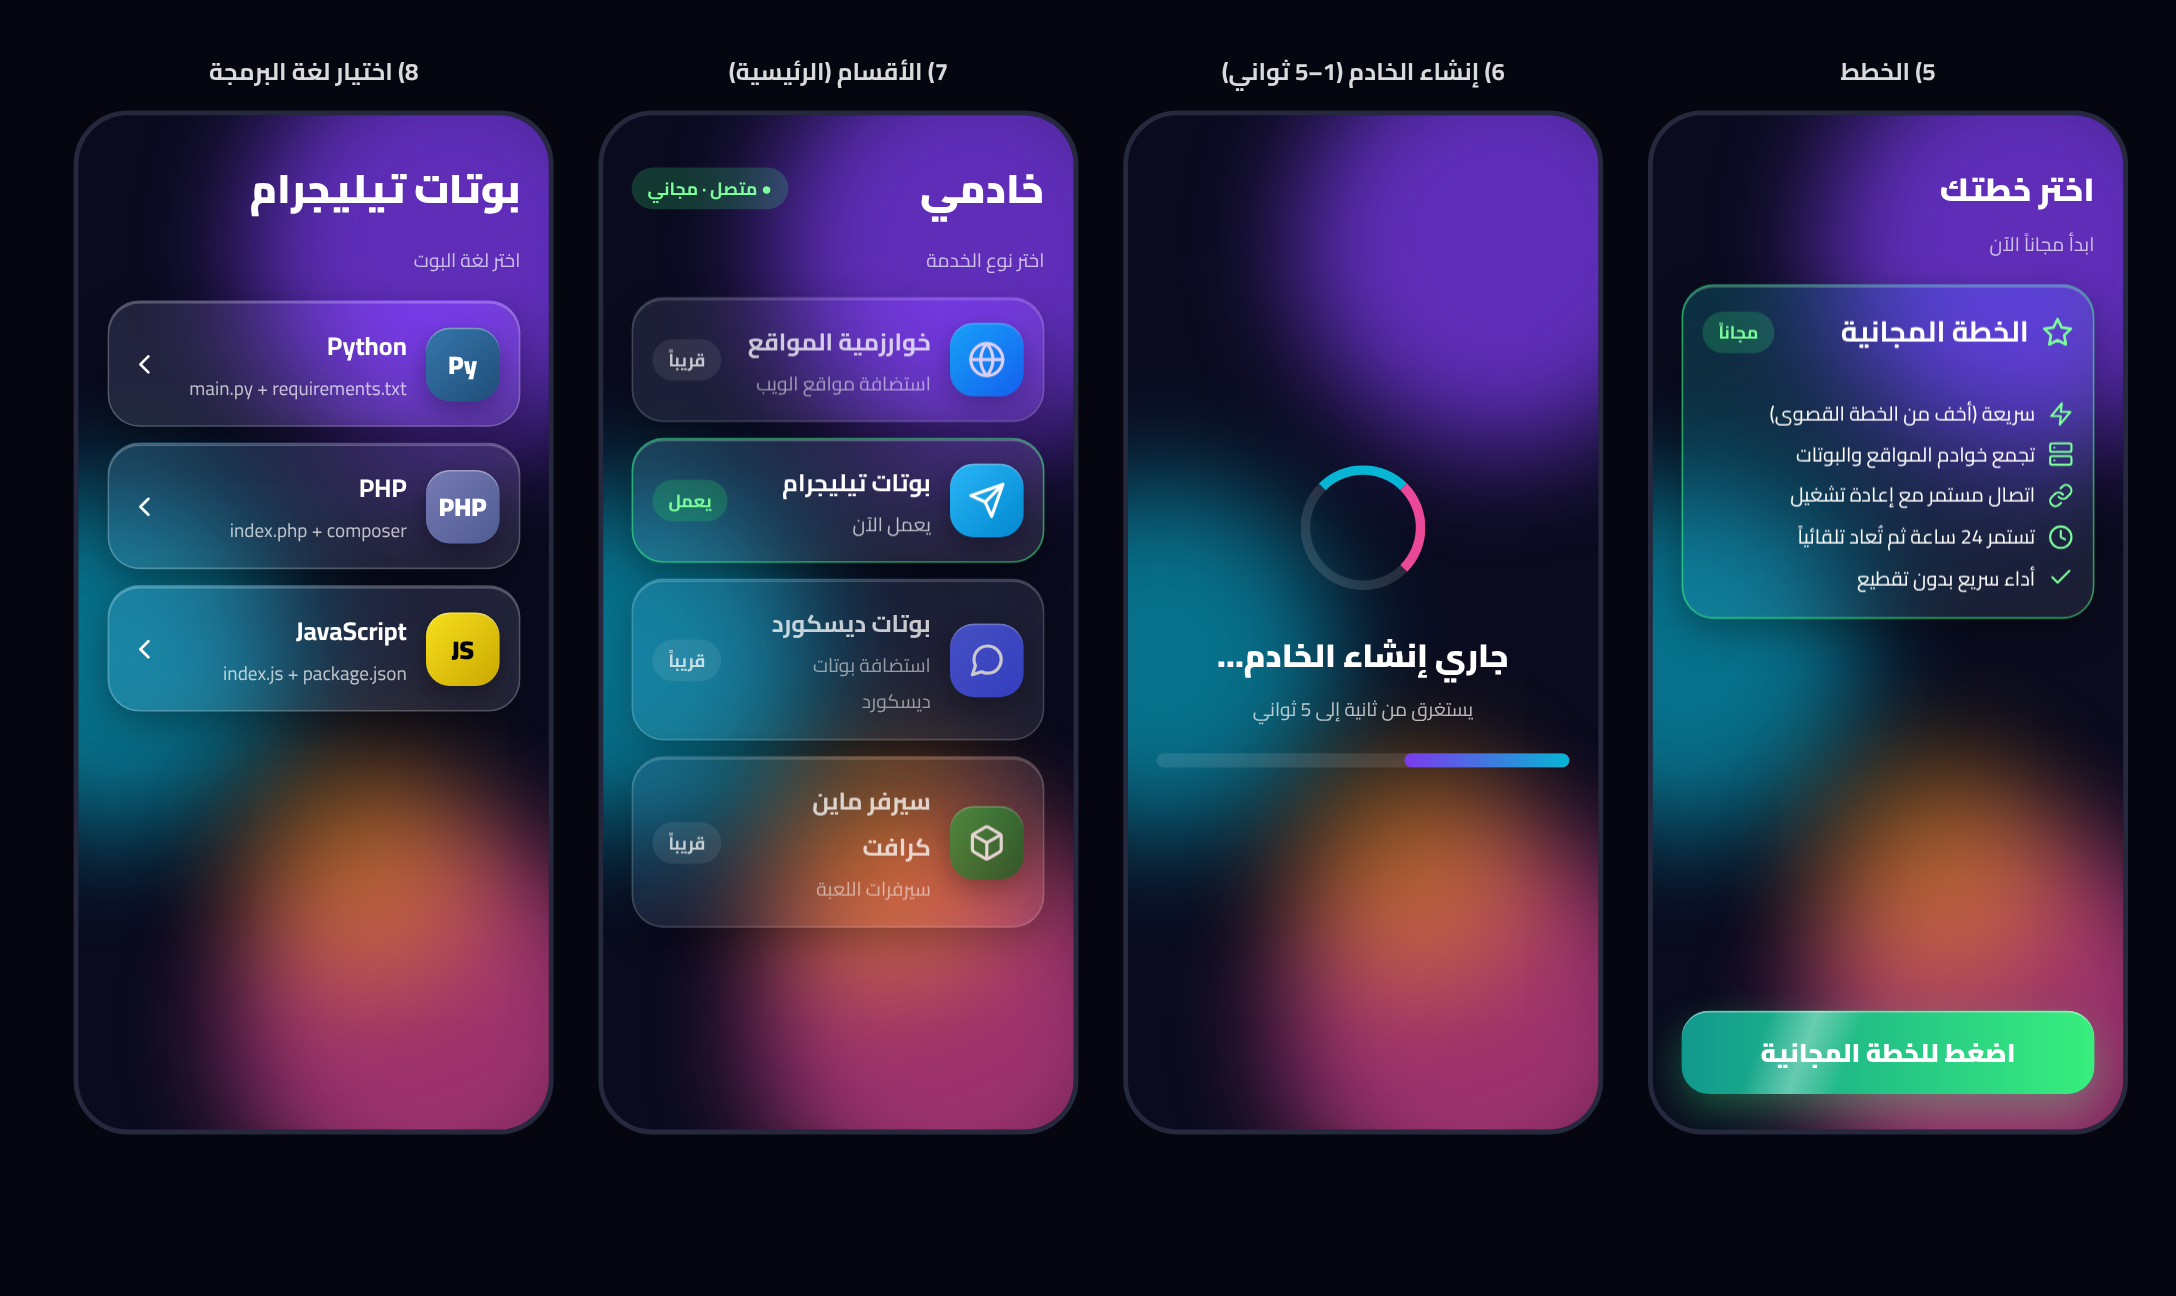 5) الخطط
اختر خطتك
ابدأ مجاناً الآن
الخطة المجانية
مجاناً
سريعة (أخف من الخطة القصوى)
تجمع خوادم المواقع والبوتات
اتصال مستمر مع إعادة تشغيل
تستمر 24 ساعة ثم تُعاد تلقائياً
أداء سريع بدون تقطيع
اضغط للخطة المجانية
6) إنشاء الخادم (1–5 ثواني)
جاري إنشاء الخادم...
يستغرق من ثانية إلى 5 ثواني
7) الأقسام (الرئيسية)
خادمي
● متصل · مجاني
اختر نوع الخدمة
خوارزمية المواقع
استضافة مواقع الويب
قريباً
بوتات تيليجرام
يعمل الآن
يعمل
بوتات ديسكورد
استضافة بوتات
ديسكورد
قريباً
سيرفر ماين
كرافت
سيرفرات اللعبة
قريباً
8) اختيار لغة البرمجة
بوتات تيليجرام
اختر لغة البوت
Py
Python
main.py + requirements.txt
PHP
PHP
index.php + composer
JS
JavaScript
index.js + package.json